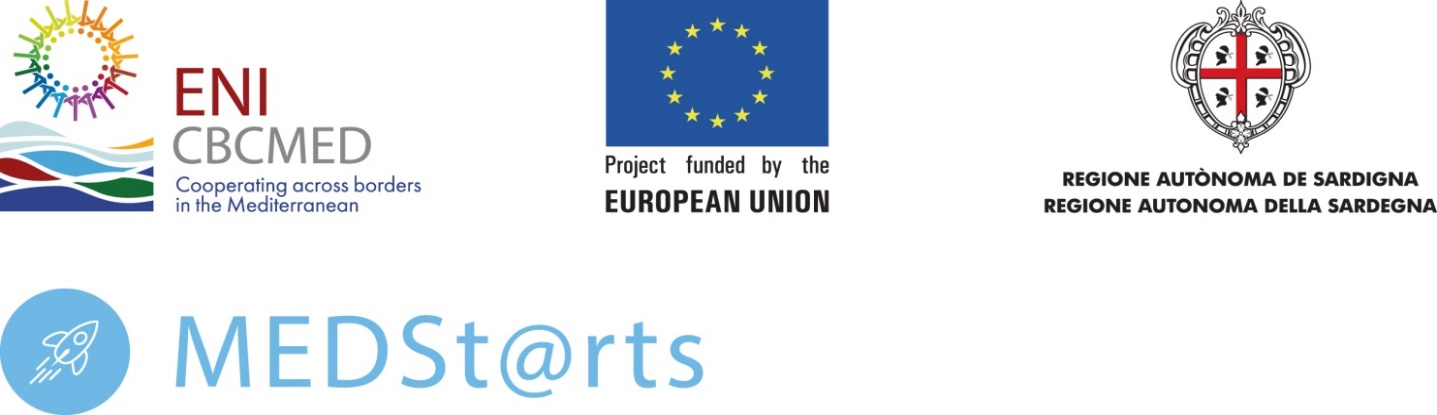 ENI
CBCMED
Cooperating across borders
in the Mediterranean
Project funded by the
EUROPEAN UNION
REGIONE AUTÒNOMA DE SARDIGNA
REGIONE AUTONOMA DELLA SARDEGNA
MEDSt@rts